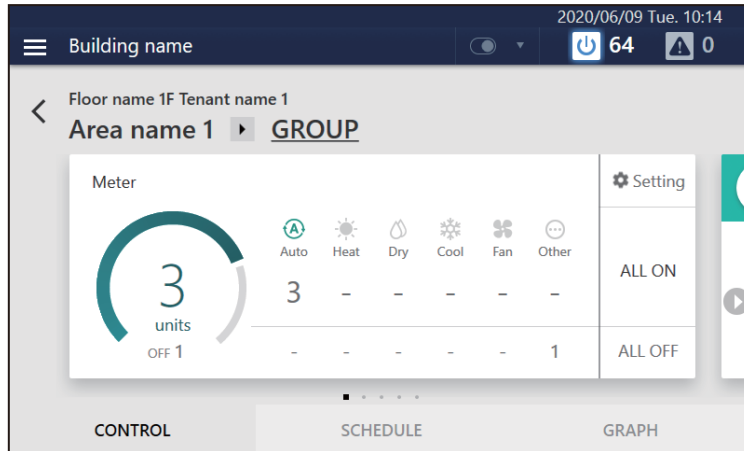 2020/06/09 Tue. 10:14
Building name
64
0
Floor name 1F Tenant name 1
Area name 1 GROUP
Meter
Setting
A
Auto Heat Dry Cool Fan Other
3 - - - - -
3
units
OFF 1
- - - - - 1
ALL ON
ALL OFF
CONTROL SCHEDULE GRAPH